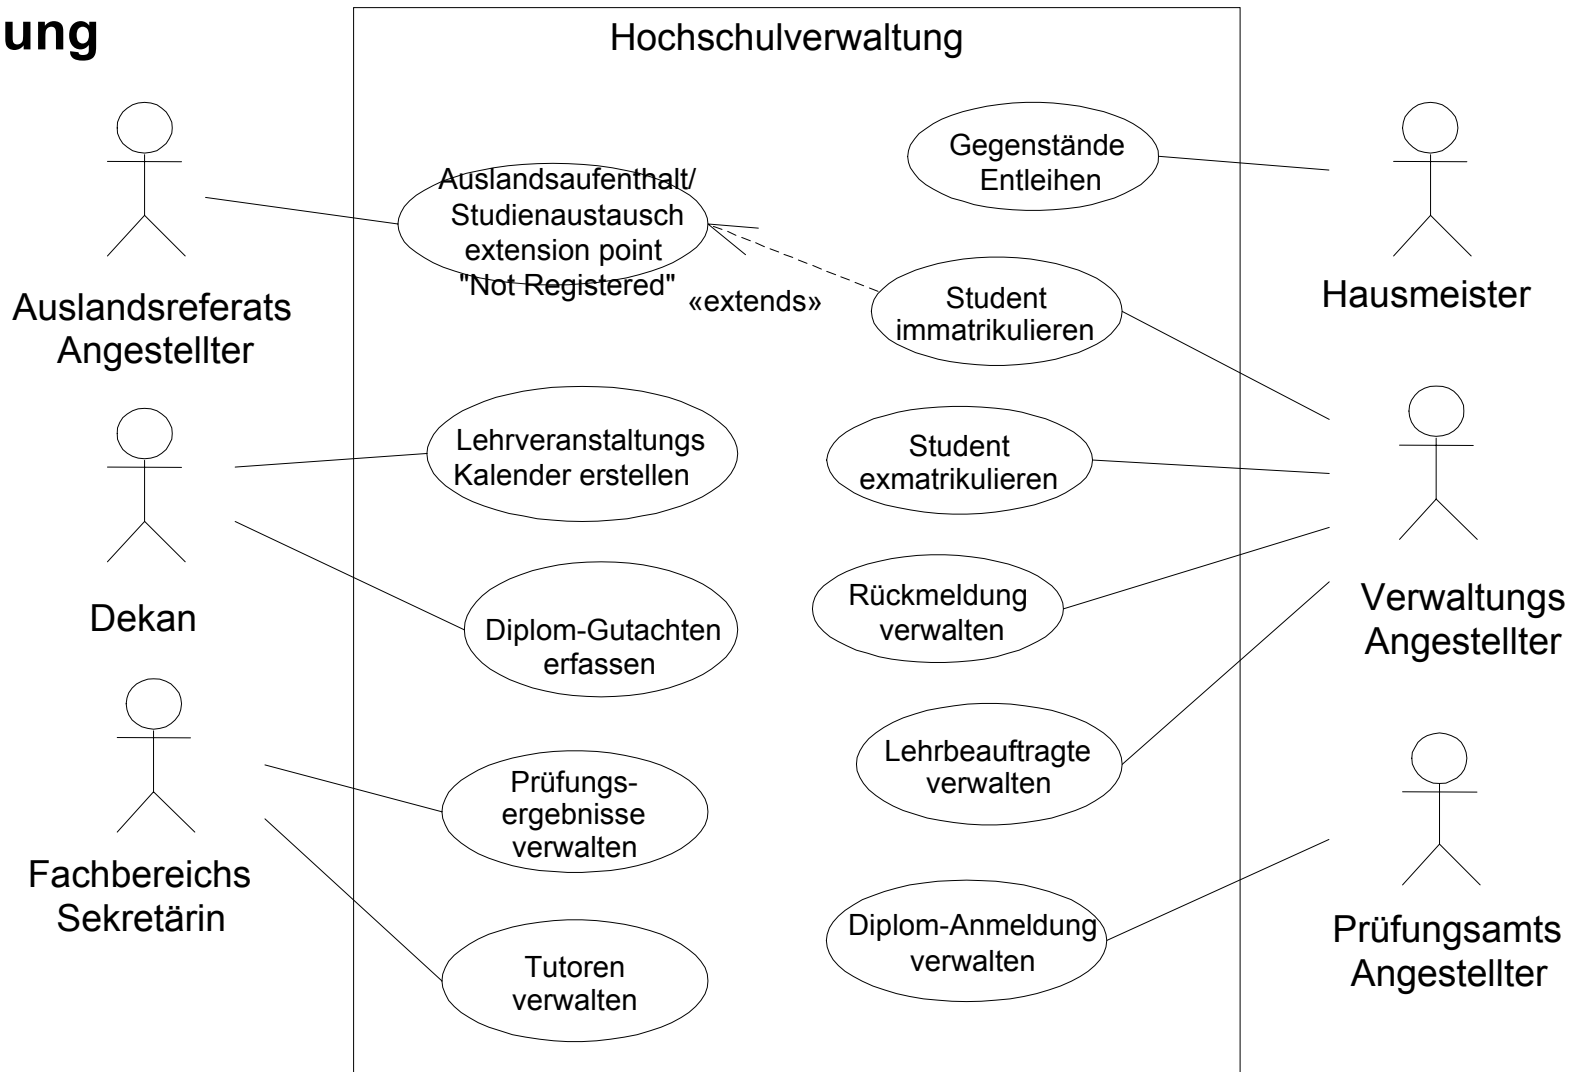 ung
Hochschulverwaltung
Auslandsreferats
Angestellter
Dekan
Fachbereichs
Sekretärin
Auslandsaufenthalt/
Studienaustausch
extension point
"Not Registered"
«extends»
Lehrveranstaltungs
Kalender erstellen
Diplom-Gutachten
erfassen
Prüfungs-
ergebnisse
verwalten
Tutoren
verwalten
Gegenstände
Entleihen
Student
immatrikulieren
Student
exmatrikulieren
Rückmeldung
verwalten
Lehrbeauftragte
verwalten
Diplom-Anmeldung
verwalten
Hausmeister
Verwaltungs
Angestellter
Prüfungsamts
Angestellter